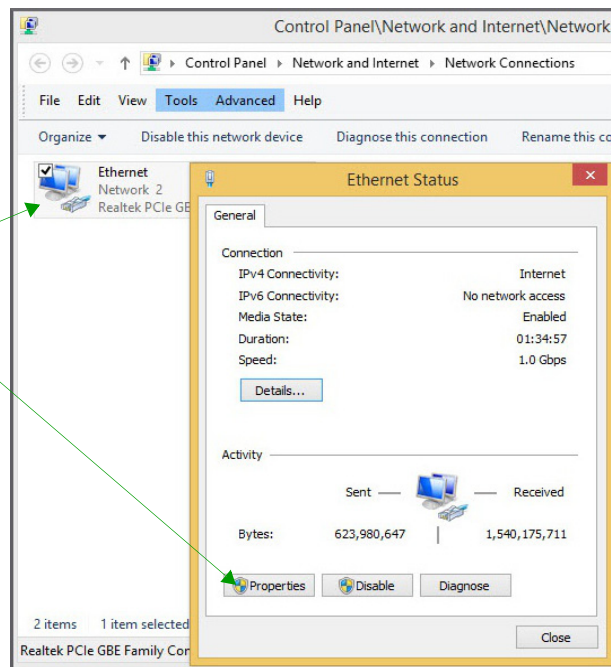 Control Panel\Network and Internet\Network
Control Panel Network and Internet Network Connections
File Edit View Tools Advanced Help
Organize Disable this network device Diagnose this connection Rename this
Ethernet
Network 2
Realtek PCIe
Ethernet Status
General
Connection
IPv4 Connectivity: Internet
IPv6 Connectivity: No network access
Media State: Enabled
Duration: 01:34:57
Speed: 1.0 Gbps
Details...
Activity
Sent Received
Bytes: 623,980,647 1,540,175,711
Properties Disable Diagnose
Close
2 items 1 item selected
Realtek PCIe GBE Family